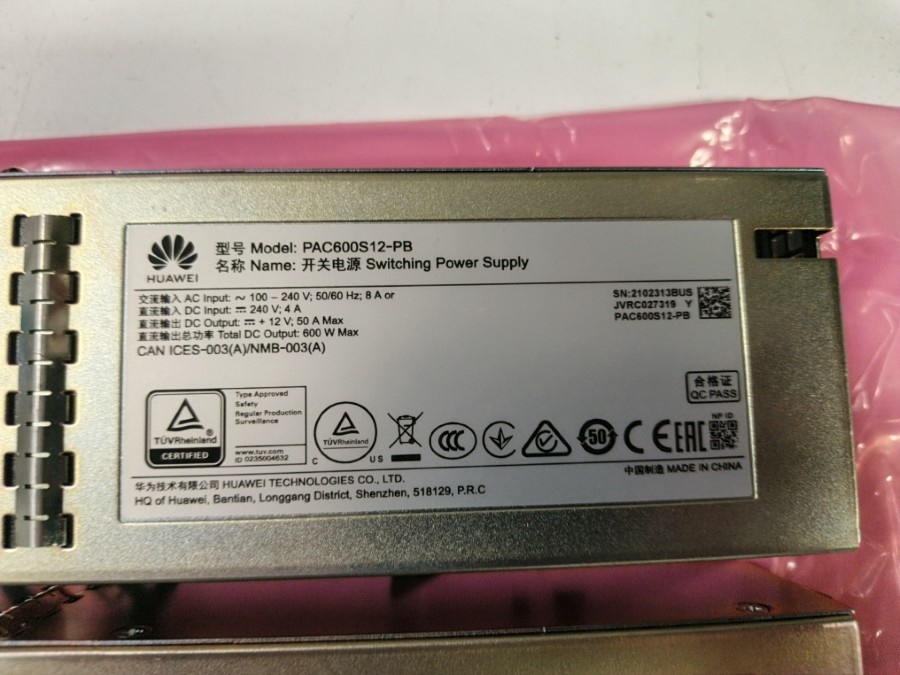 HUAWEI
型号 Model: PAC600S12-PB
名称 Name: 开关电源 Switching Power Supply
交流输入 AC Input: ～ 100 – 240 V; 50/60 Hz; 8 A or
直流输入 DC Input: ⎓ 240 V; 4 A
直流输出 DC Output: ⎓ + 12 V; 50 A Max
直流输出总功率 Total DC Output: 600 W Max
CAN ICES-003(A)/NMB-003(A)
SN:2102313BUS
JVRC027319 Y
PAC600S12-PB
合格证
QC PASS
TÜVRheinland
®
CERTIFIED
Type Approved
Safety
Regular Production
Surveillance
www.tuv.com
ID 0235004632
TÜVRheinland
C US
CCC
50
CE
EAC
NP ID
中国制造 MADE IN CHINA
华为技术有限公司 HUAWEI TECHNOLOGIES CO., LTD.
HQ of Huawei, Bantian, Longgang District, Shenzhen, 518129, P.R.C